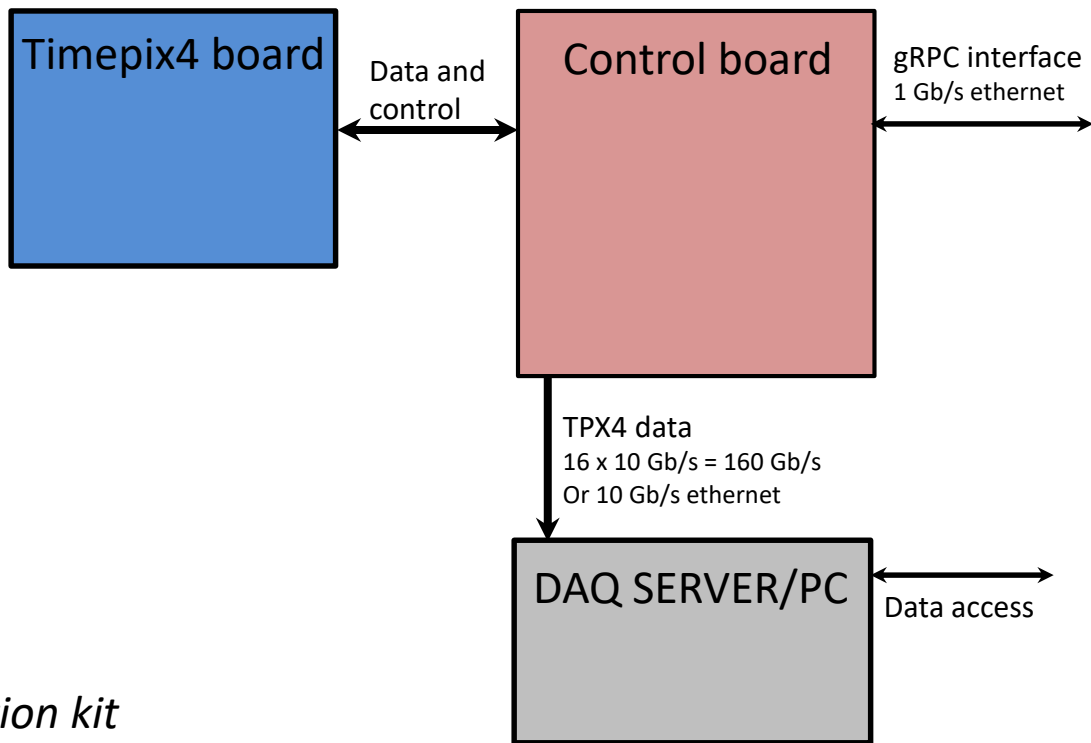 Timepix4 board
Data and
control
Control board
gRPC interface
1 Gb/s ethernet
TPX4 data
16 x 10 Gb/s = 160 Gb/s
Or 10 Gb/s ethernet
DAQ SERVER/PC
Data access
kit